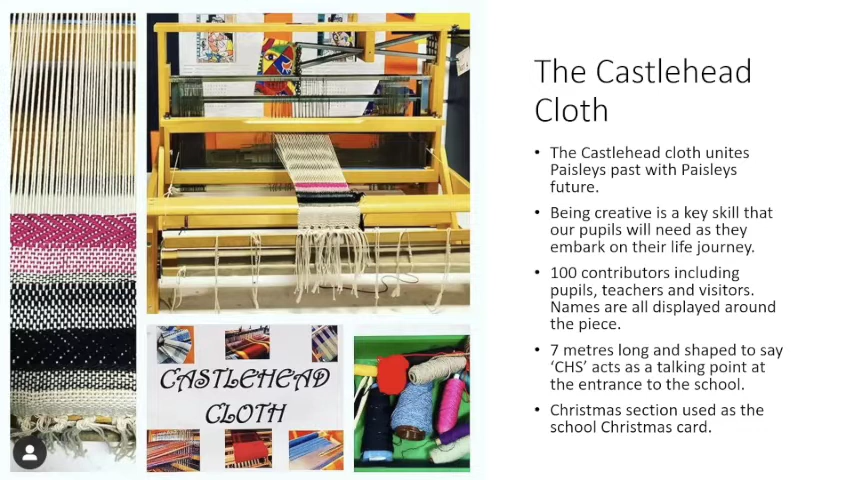 The Castlehead
Cloth
• The Castlehead cloth unites
Paisleys past with Paisleys
future.
• Being creative is a key skill that
our pupils will need as they
embark on their life journey.
• 100 contributors including
pupils, teachers and visitors.
Names are all displayed around
the piece.
• 7 metres long and shaped to say
‘CHS’ acts as a talking point at
the entrance to the school.
• Christmas section used as the
school Christmas card.
CASTLEHEAD
CLOTH